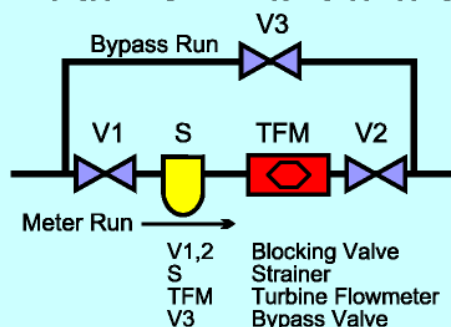 V3
Bypass Run
V1 S TFM V2
Meter Run
V1,2 Blocking Valve
S Strainer
TFM Turbine Flowmeter
V3 Bypass Valve